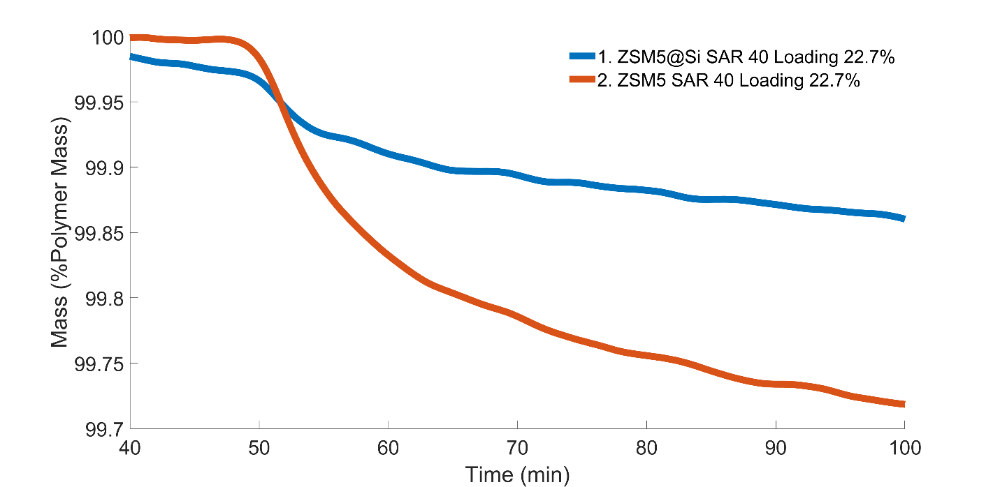 100
99.95
99.9
99.85
99.8
99.75
99.7
Mass (%Polymer Mass)
1. ZSM5@Si SAR 40 Loading 22.7%
2. ZSM5 SAR 40 Loading 22.7%
40 50 60 70 80 90 100
Time (min)